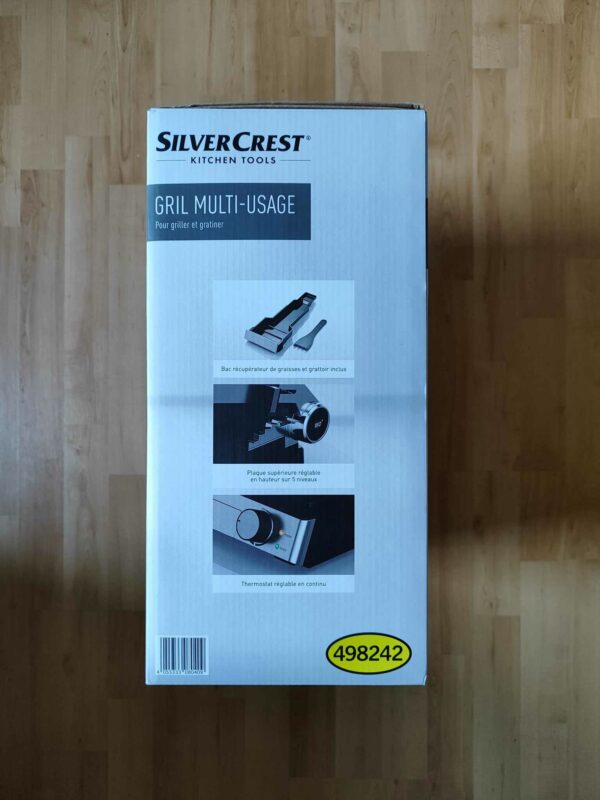 SILVERCREST®
KITCHEN TOOLS
GRIL MULTI-USAGE
Pour griller et gratiner
Bac récupérateur de graisses et grattoir inclus
Plaque supérieure réglable
en hauteur sur 5 niveaux
Thermostat réglable en continu
498242